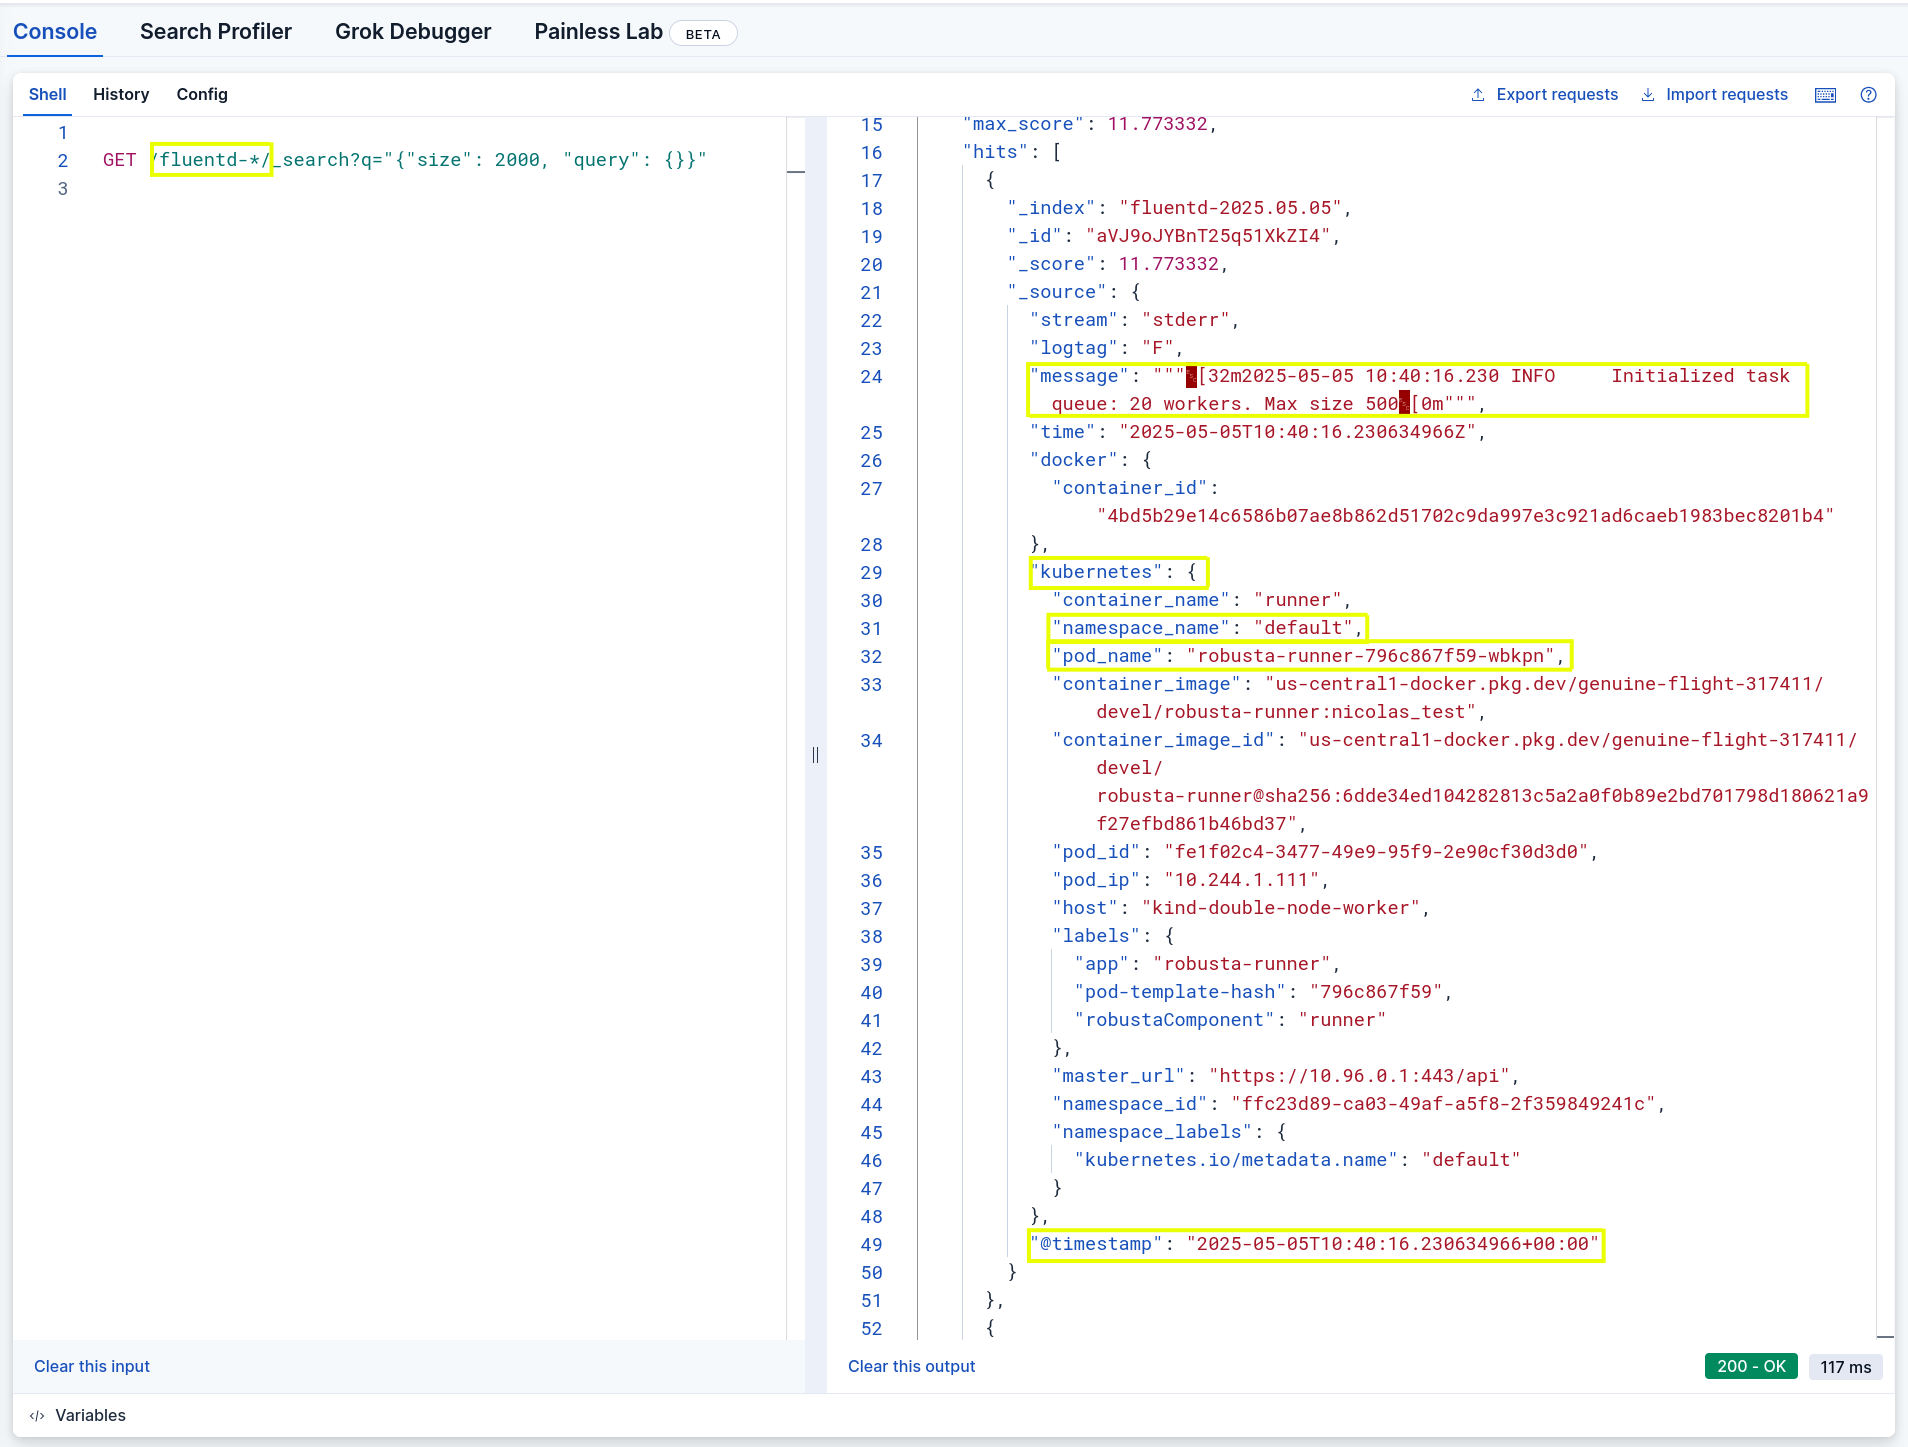 Console Search Profiler Grok Debugger Painless Lab BETA
Shell History Config Export requests Import requests
1
2 GET /fluentd-*/_search?q="{"size": 2000, "query": {}}"
3
15 "max_score": 11.773332,
16 "hits": [
17 {
18 "_index": "fluentd-2025.05.05",
19 "_id": "aVJ9oJYBnT25q51XkZI4",
20 "_score": 11.773332,
21 "_source": {
22 "stream": "stderr",
23 "logtag": "F",
24 "message": """[32m2025-05-05 10:40:16.230 INFO     Initialized task
queue: 20 workers. Max size 500[0m""",
25 "time": "2025-05-05T10:40:16.230634966Z",
26 "docker": {
27 "container_id":
"4bd5b29e14c6586b07ae8b862d51702c9da997e3c921ad6caeb1983bec8201b4"
28 },
29 "kubernetes": {
30 "container_name": "runner",
31 "namespace_name": "default",
32 "pod_name": "robusta-runner-796c867f59-wbkpn",
33 "container_image": "us-central1-docker.pkg.dev/genuine-flight-317411/
devel/robusta-runner:nicolas_test",
34 "container_image_id": "us-central1-docker.pkg.dev/genuine-flight-317411/
devel/
robusta-runner@sha256:6dde34ed104282813c5a2a0f0b89e2bd701798d180621a9
f27efbd861b46bd37",
35 "pod_id": "fe1f02c4-3477-49e9-95f9-2e90cf30d3d0",
36 "pod_ip": "10.244.1.111",
37 "host": "kind-double-node-worker",
38 "labels": {
39 "app": "robusta-runner",
40 "pod-template-hash": "796c867f59",
41 "robustaComponent": "runner"
42 },
43 "master_url": "https://10.96.0.1:443/api",
44 "namespace_id": "ffc23d89-ca03-49af-a5f8-2f359849241c",
45 "namespace_labels": {
46 "kubernetes.io/metadata.name": "default"
47 }
48 },
49 "@timestamp": "2025-05-05T10:40:16.230634966+00:00"
50 }
51 },
52 {
Clear this input Clear this output 200 - OK 117 ms
</> Variables